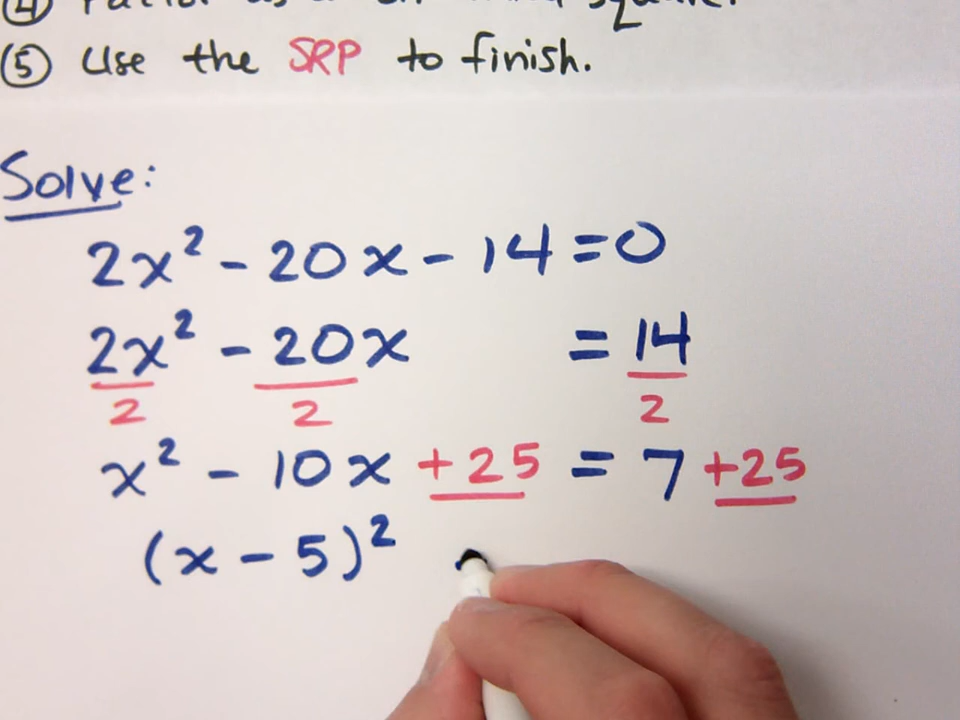 ④
⑤ Use the SRP to finish.
Solve:
2x² - 20x - 14 = 0
2x² - 20x = 14
2 2 2
x² - 10x + 25 = 7 + 25
(x - 5)²